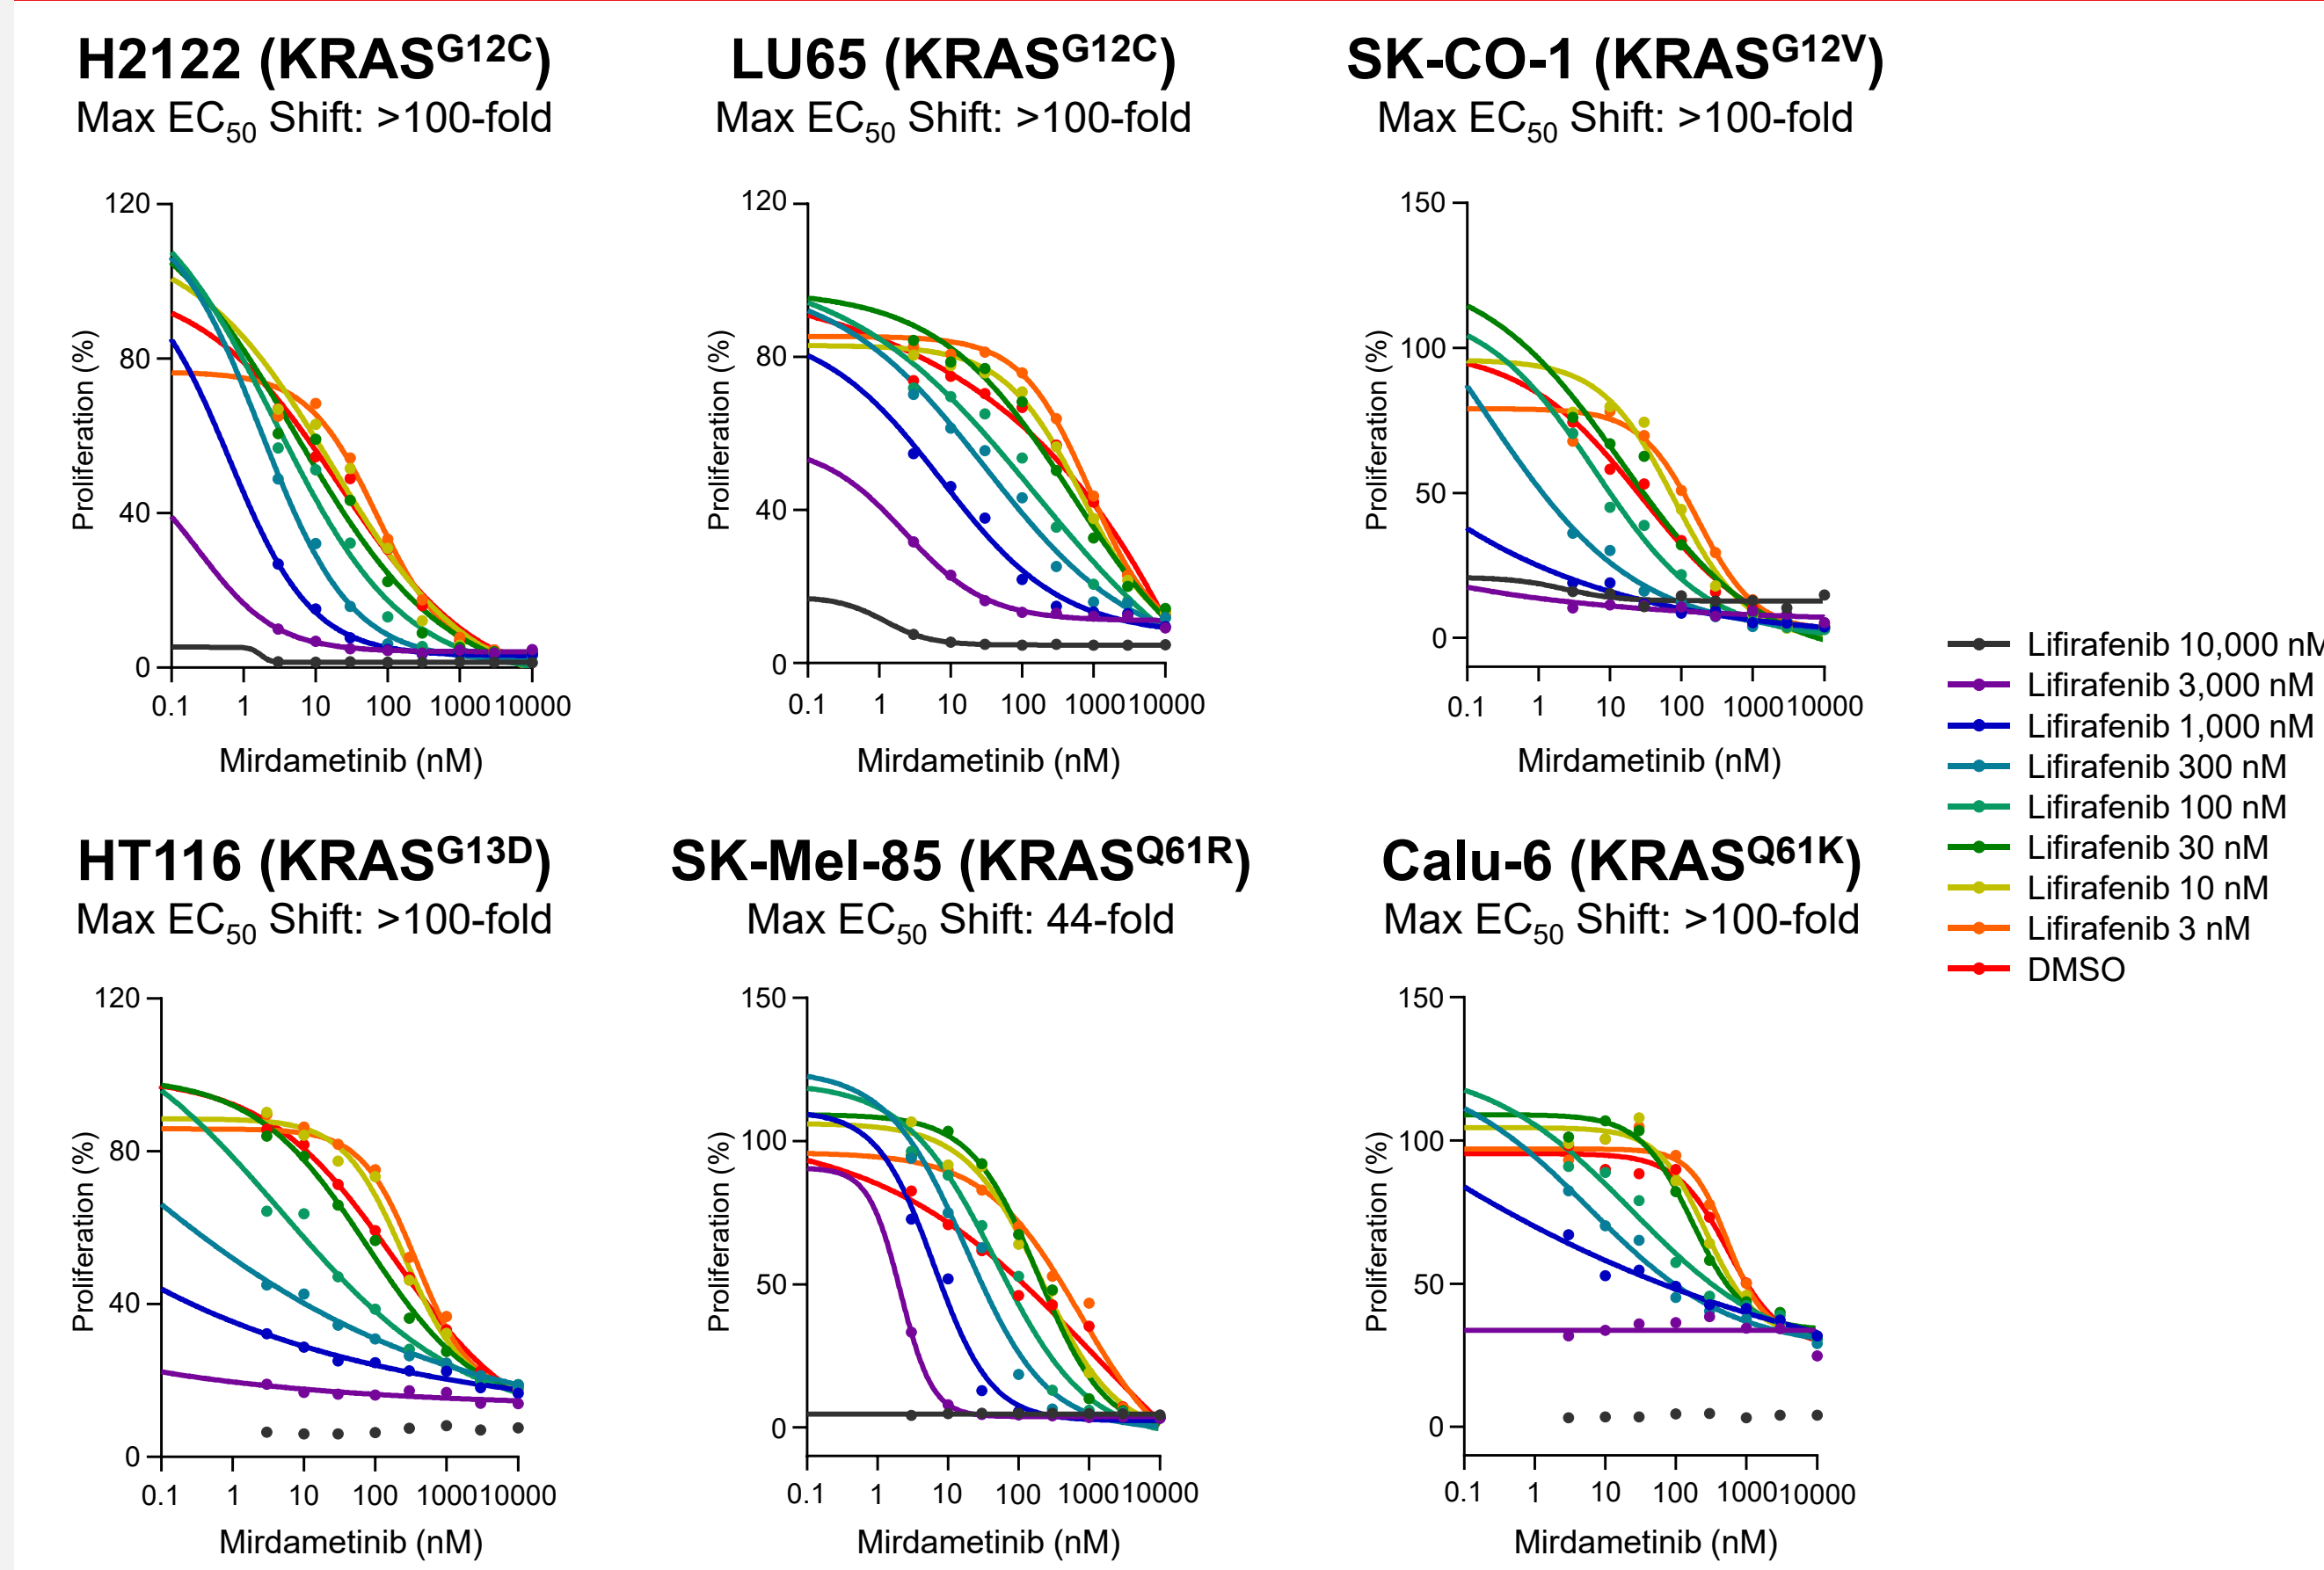 H2122 (KRASG12C)
Max EC50 Shift: >100-fold
120
80
40
0
Proliferation (%)
0.1 1 10 100 1000 10000
Mirdametinib (nM)
LU65 (KRASG12C)
Max EC50 Shift: >100-fold
120
80
40
0
Proliferation (%)
0.1 1 10 100 1000 10000
Mirdametinib (nM)
SK-CO-1 (KRASG12V)
Max EC50 Shift: >100-fold
150
100
50
0
Proliferation (%)
0.1 1 10 100 1000 10000
Mirdametinib (nM)
Lifirafenib 10,000 nM
Lifirafenib 3,000 nM
Lifirafenib 1,000 nM
Lifirafenib 300 nM
Lifirafenib 100 nM
Lifirafenib 30 nM
Lifirafenib 10 nM
Lifirafenib 3 nM
DMSO
HT116 (KRASG13D)
Max EC50 Shift: >100-fold
120
80
40
0
Proliferation (%)
0.1 1 10 100 1000 10000
Mirdametinib (nM)
SK-Mel-85 (KRASQ61R)
Max EC50 Shift: 44-fold
150
100
50
0
Proliferation (%)
0.1 1 10 100 1000 10000
Mirdametinib (nM)
Calu-6 (KRASQ61K)
Max EC50 Shift: >100-fold
150
100
50
0
Proliferation (%)
0.1 1 10 100 1000 10000
Mirdametinib (nM)